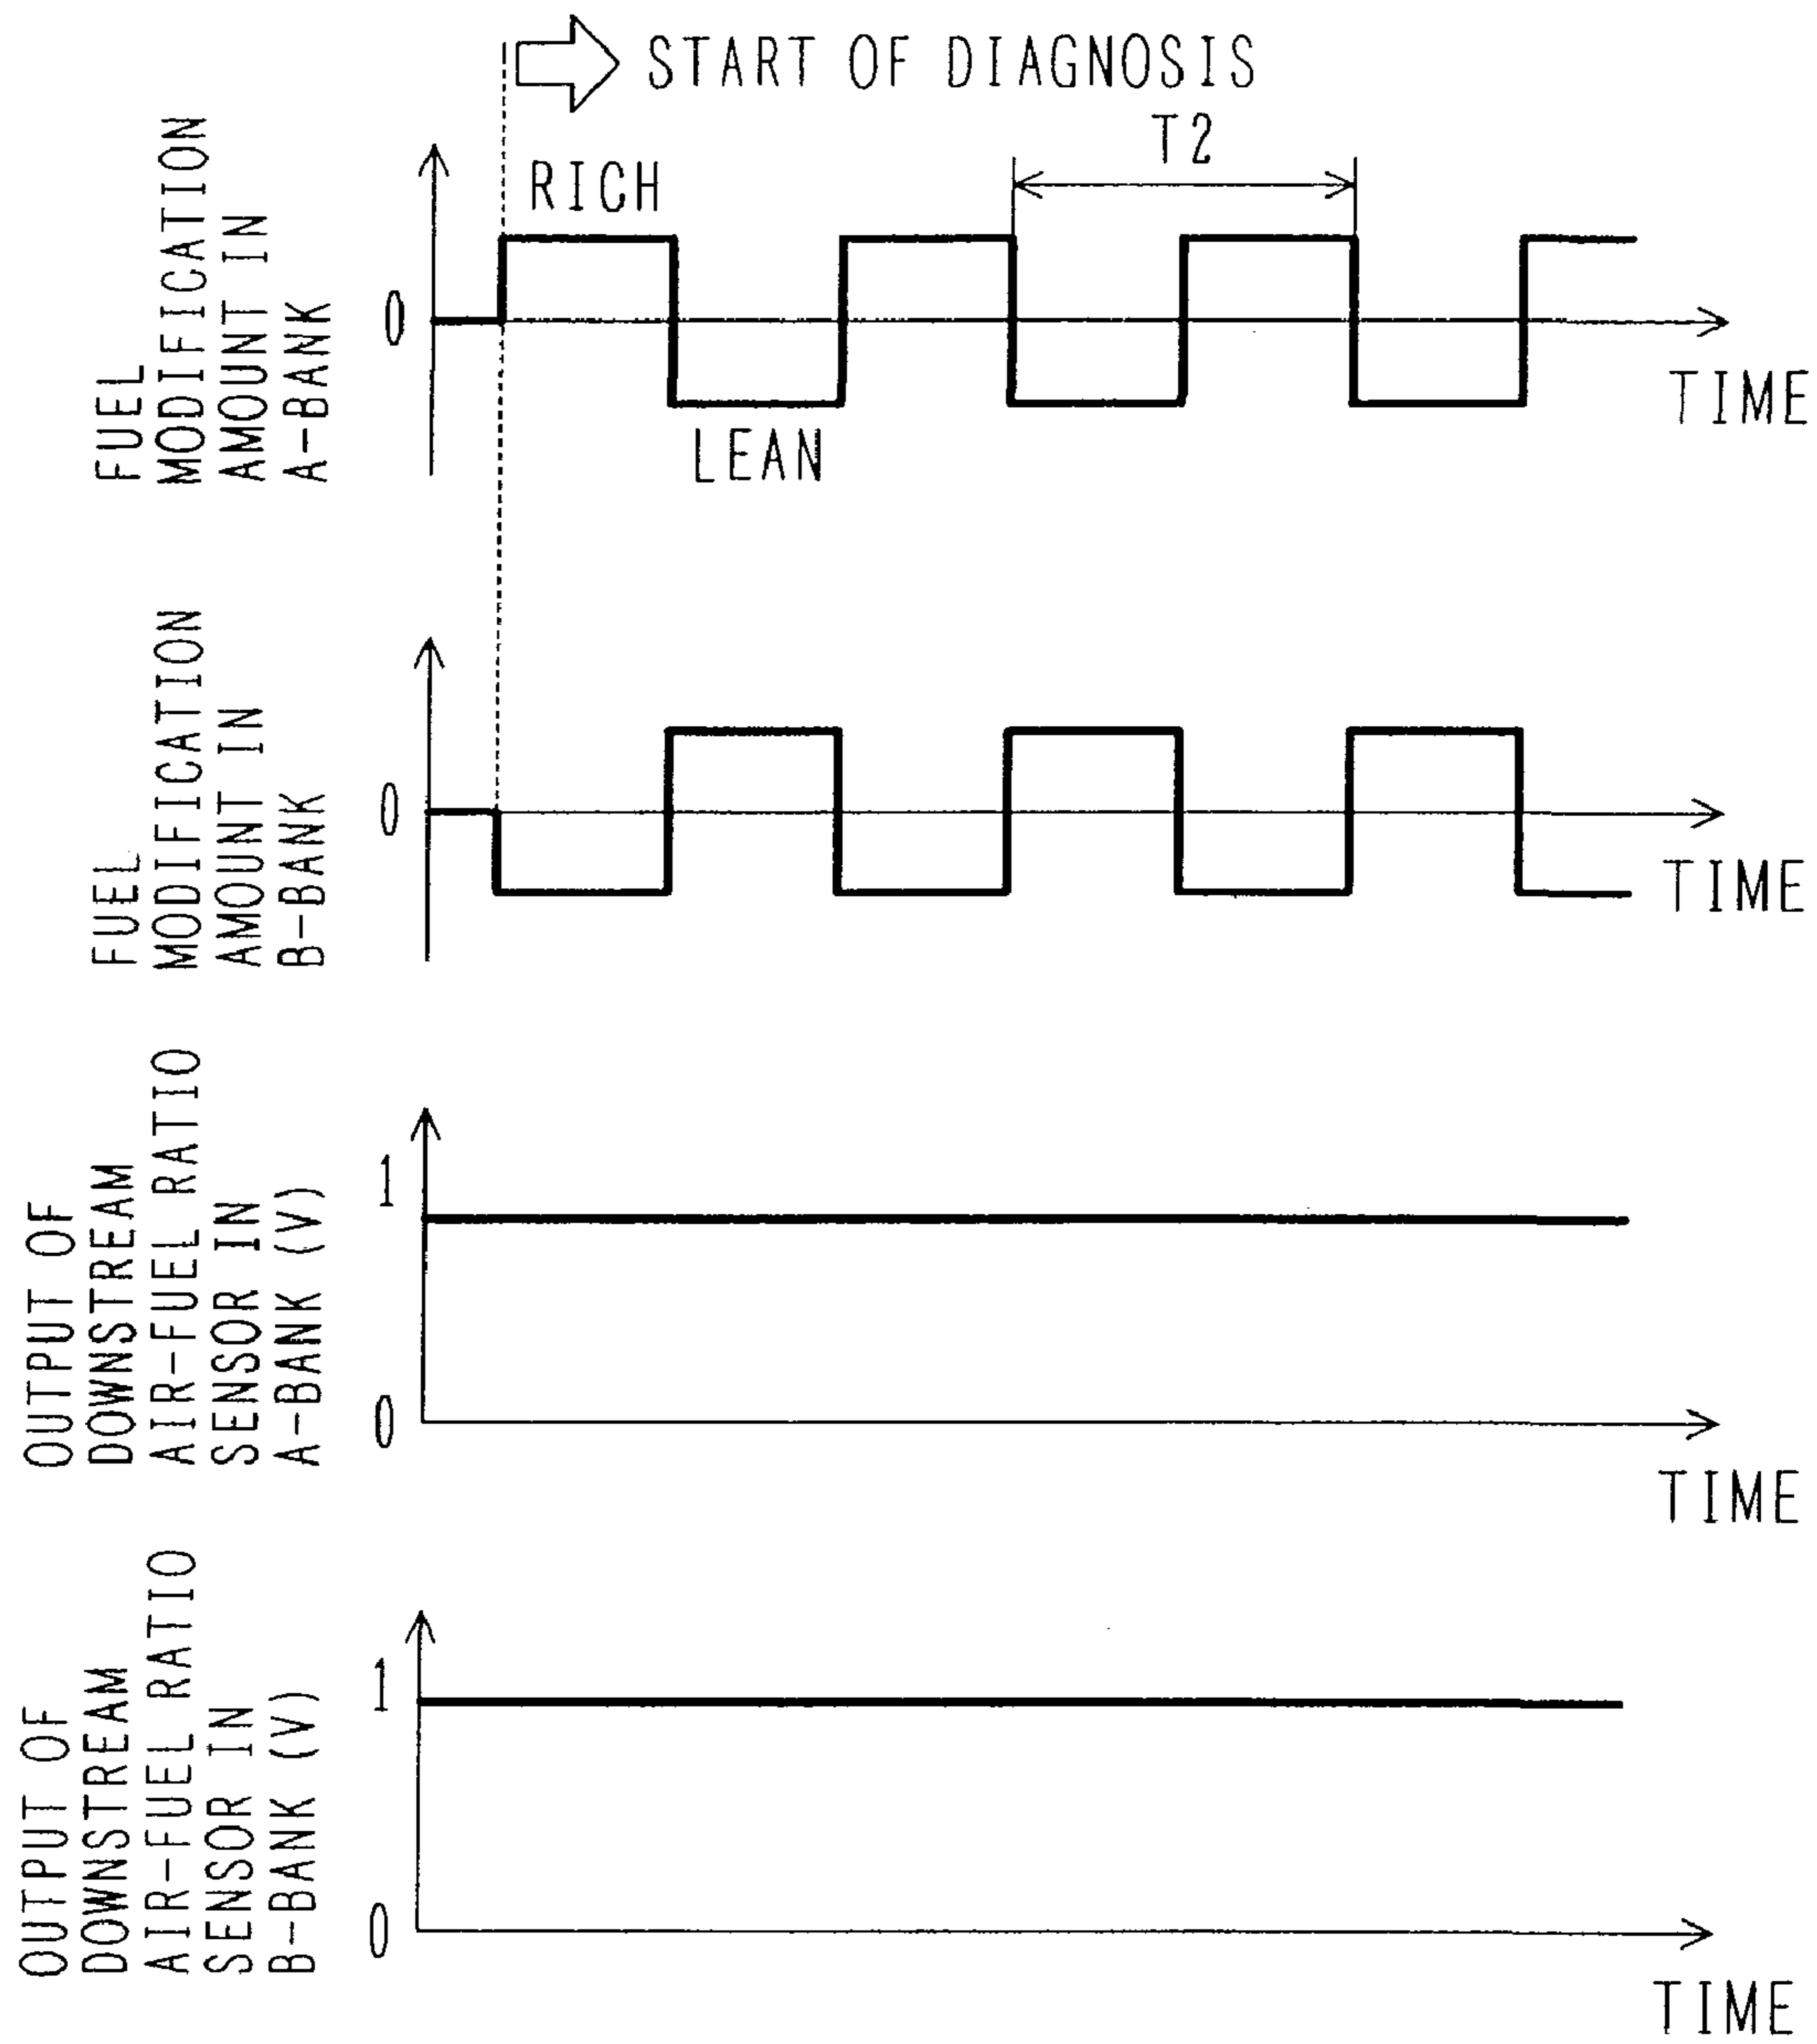 START OF DIAGNOSIS
T2
RICH
FUEL
MODIFICATION
AMOUNT IN
A-BANK
0
TIME
LEAN
FUEL
MODIFICATION
AMOUNT IN
B-BANK
0
TIME
OUTPUT OF
DOWNSTREAM
AIR-FUEL RATIO
SENSOR IN
A-BANK (V)
1
0
TIME
OUTPUT OF
DOWNSTREAM
AIR-FUEL RATIO
SENSOR IN
B-BANK (V)
1
0
TIME